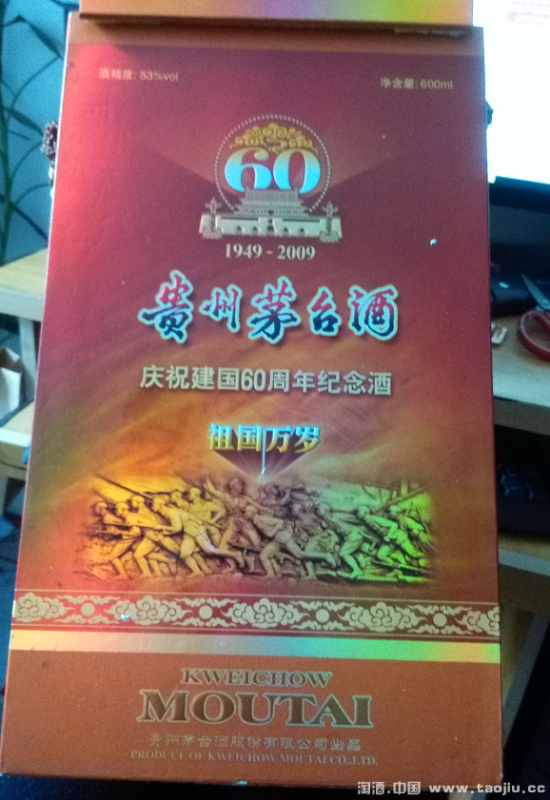 酒精度: 53%vol
净含量: 600ml
60
1949 - 2009
贵州茅台酒
庆祝建国60周年纪念酒
祖国万岁
KWEICHOW
MOUTAI
贵州茅台酒股份有限公司出品
PRODUCE OF KWEICHOW MOUTAI CO.,LTD.
淘酒.中国 www.taojiu.cc